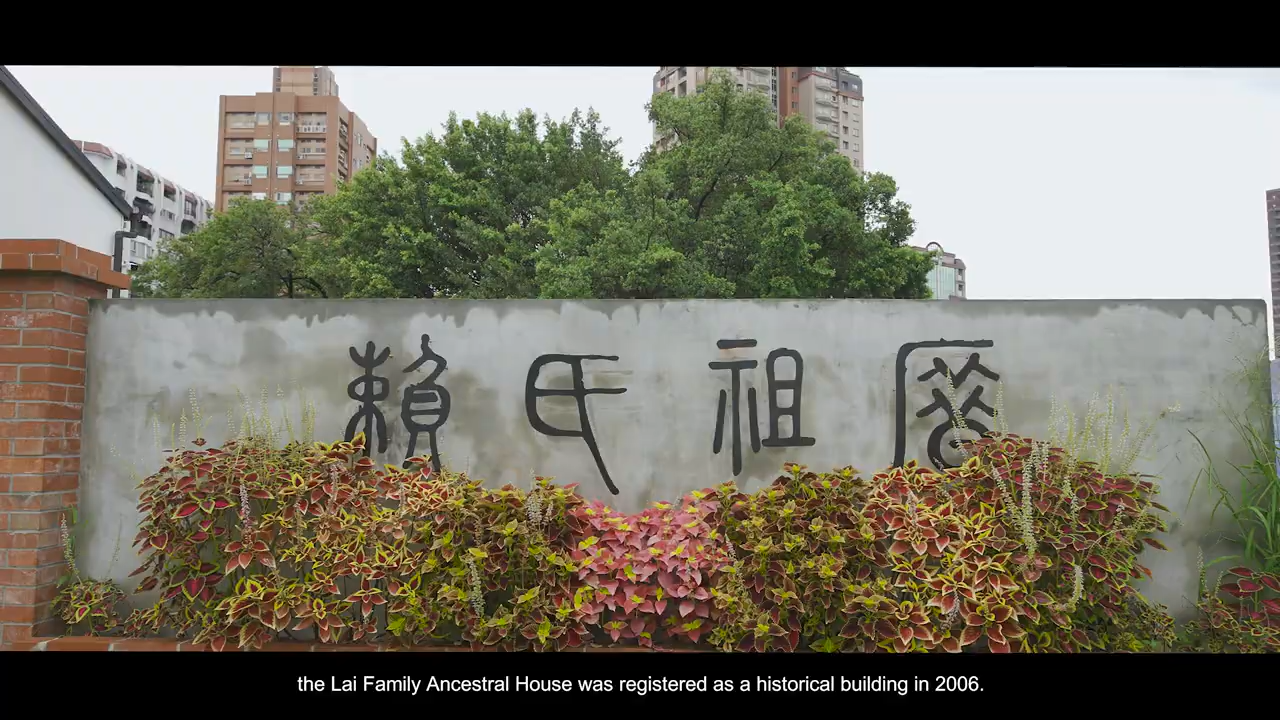 賴氏祖厝
the Lai Family Ancestral House was registered as a historical building in 2006.